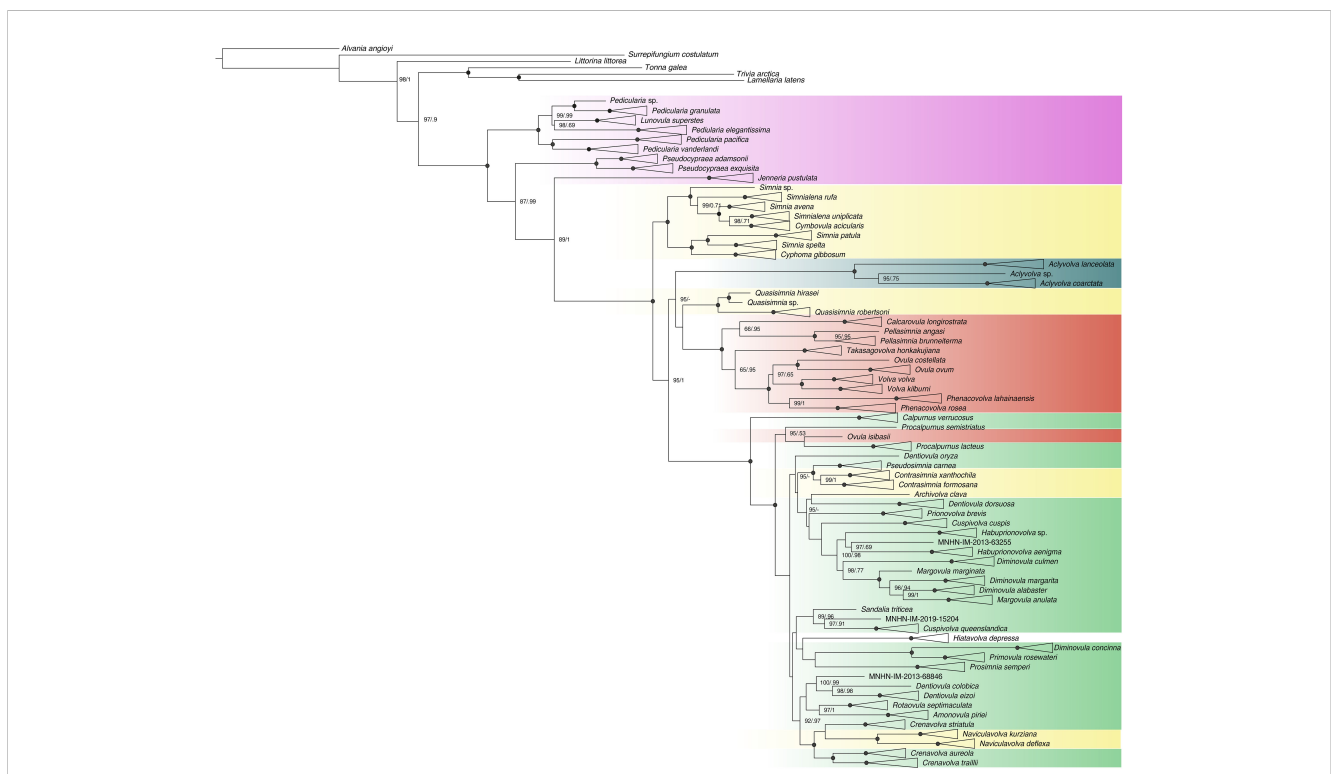 Alvania angioyi
Surrepifungium costulatum
Littorina littorea
98/1
Tonna galea
Trivia arctica
Lamellaria latens
97/.9
Pedicularia sp.
Pedicularia granulata
99/.99
Lunovula superstes
98/.69
Pediularia elegantissima
Pedicularia pacifica
Pedicularia vanderlandi
Pseudocypraea adamsonii
Pseudocypraea exquisita
Jenneria pustulata
87/.99
Simnia sp.
Simnialena rufa
99/0.71
Simnia avena
Simnialena uniplicata
98/.71
Cymbovula acicularis
Simnia patula
89/1
Simnia spelta
Cyphoma gibbosum
Aclyvolva lanceolata
Aclyvolva sp.
95/.75
Aclyvolva coarctata
Quasisimnia hirasei
95/-
Quasisimnia sp.
Quasisimnia robertsoni
Calcarovula longirostrata
66/.95
Pellasimnia angasi
95/.95
Pellasimnia brunneiterma
Takasagovolva honkakujiana
Ovula costellata
65/.95
Ovula ovum
97/.65
Volva volva
95/1
Volva kilburni
Phenacovolva lahainaensis
99/1
Phenacovolva rosea
Calpurnus verrucosus
Procalpurnus semistriatus
95/.53
Ovula isibasii
Procalpurnus lacteus
Dentiovula oryza
Pseudosimnia carnea
95/-
Contrasimnia xanthochila
99/1
Contrasimnia formosana
Archivolva clava
Dentiovula dorsuosa
95/-
Prionovolva brevis
Cuspivolva cuspis
Habuprionovolva sp.
MNHN-IM-2013-63255
97/.69
Habuprionovolva aenigma
100/.98
Diminovula culmen
98/.77
Margovula marginata
Diminovula margarita
96/.94
Diminovula alabaster
99/1
Margovula anulata
Sandalia triticea
89/.96
MNHN-IM-2019-15204
97/.91
Cuspivolva queenslandica
Hiatavolva depressa
Diminovula concinna
Primovula rosewateri
Prosimnia semperi
MNHN-IM-2013-68846
100/.99
Dentiovula colobica
98/.98
Dentiovula eizoi
Rotaovula septimaculata
97/1
Amonovula piriei
92/.97
Crenavolva striatula
Naviculavolva kurziana
Naviculavolva deflexa
Crenavolva aureola
Crenavolva traillii